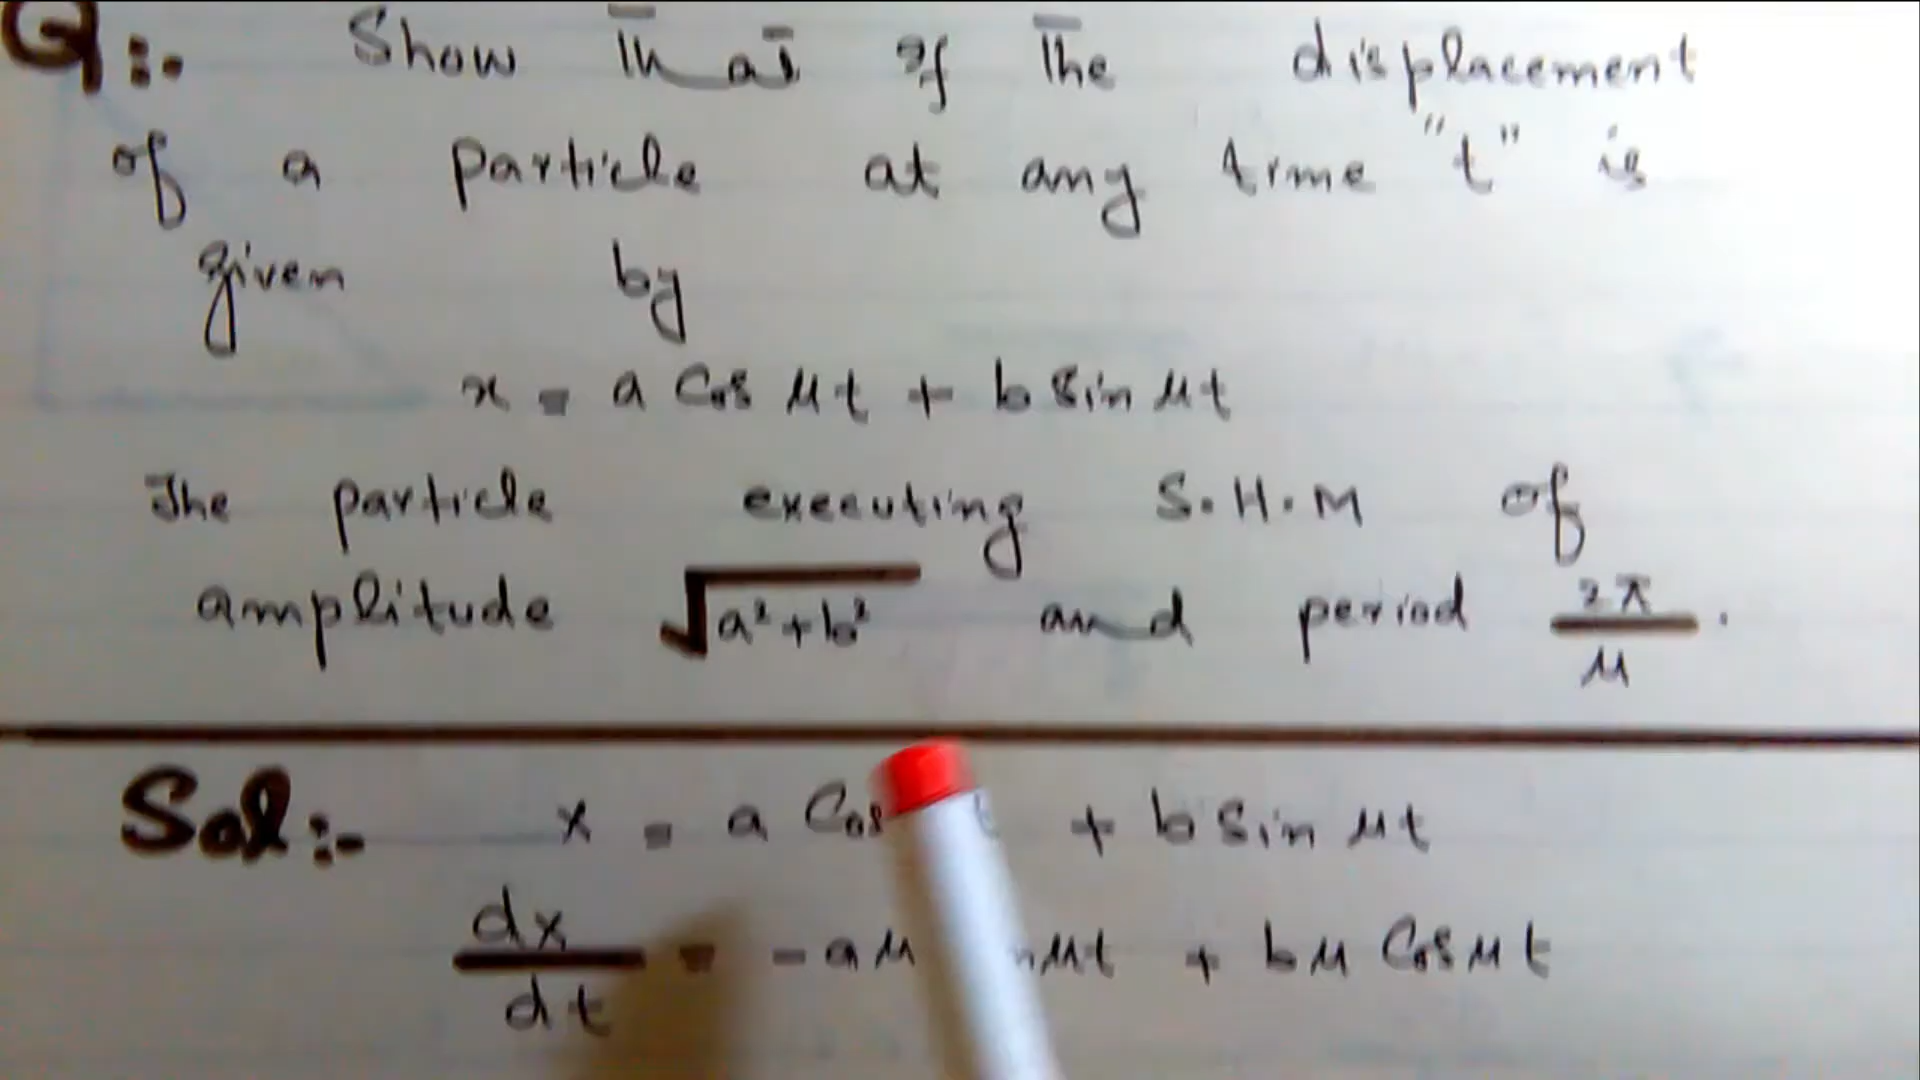 Q:- Show that if the displacement
of a particle at any time "t" is
given by
x = a Cos μt + b sin μt
The particle executing S.H.M of
amplitude √a²+b² and period 2π/μ.
Sol:- x = a Cos + b sin μt
dx/dt = - aμ μt + bμ Cos μt